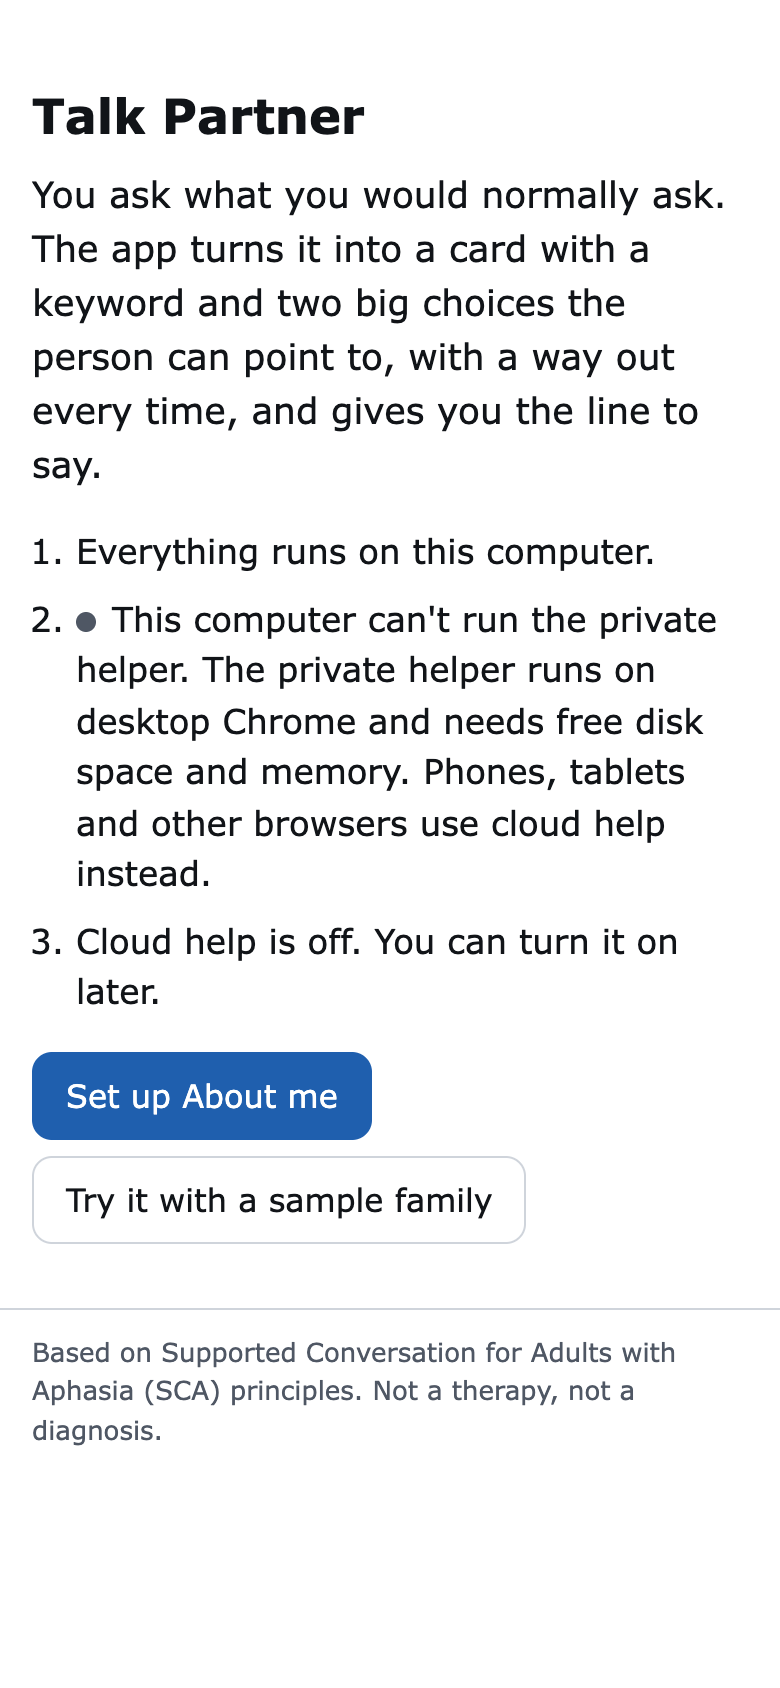 Talk Partner
You ask what you would normally ask.
The app turns it into a card with a
keyword and two big choices the
person can point to, with a way out
every time, and gives you the line to
say.
1. Everything runs on this computer.
2. ● This computer can't run the private
helper. The private helper runs on
desktop Chrome and needs free disk
space and memory. Phones, tablets
and other browsers use cloud help
instead.
3. Cloud help is off. You can turn it on
later.
Set up About me
Try it with a sample family
Based on Supported Conversation for Adults with
Aphasia (SCA) principles. Not a therapy, not a
diagnosis.